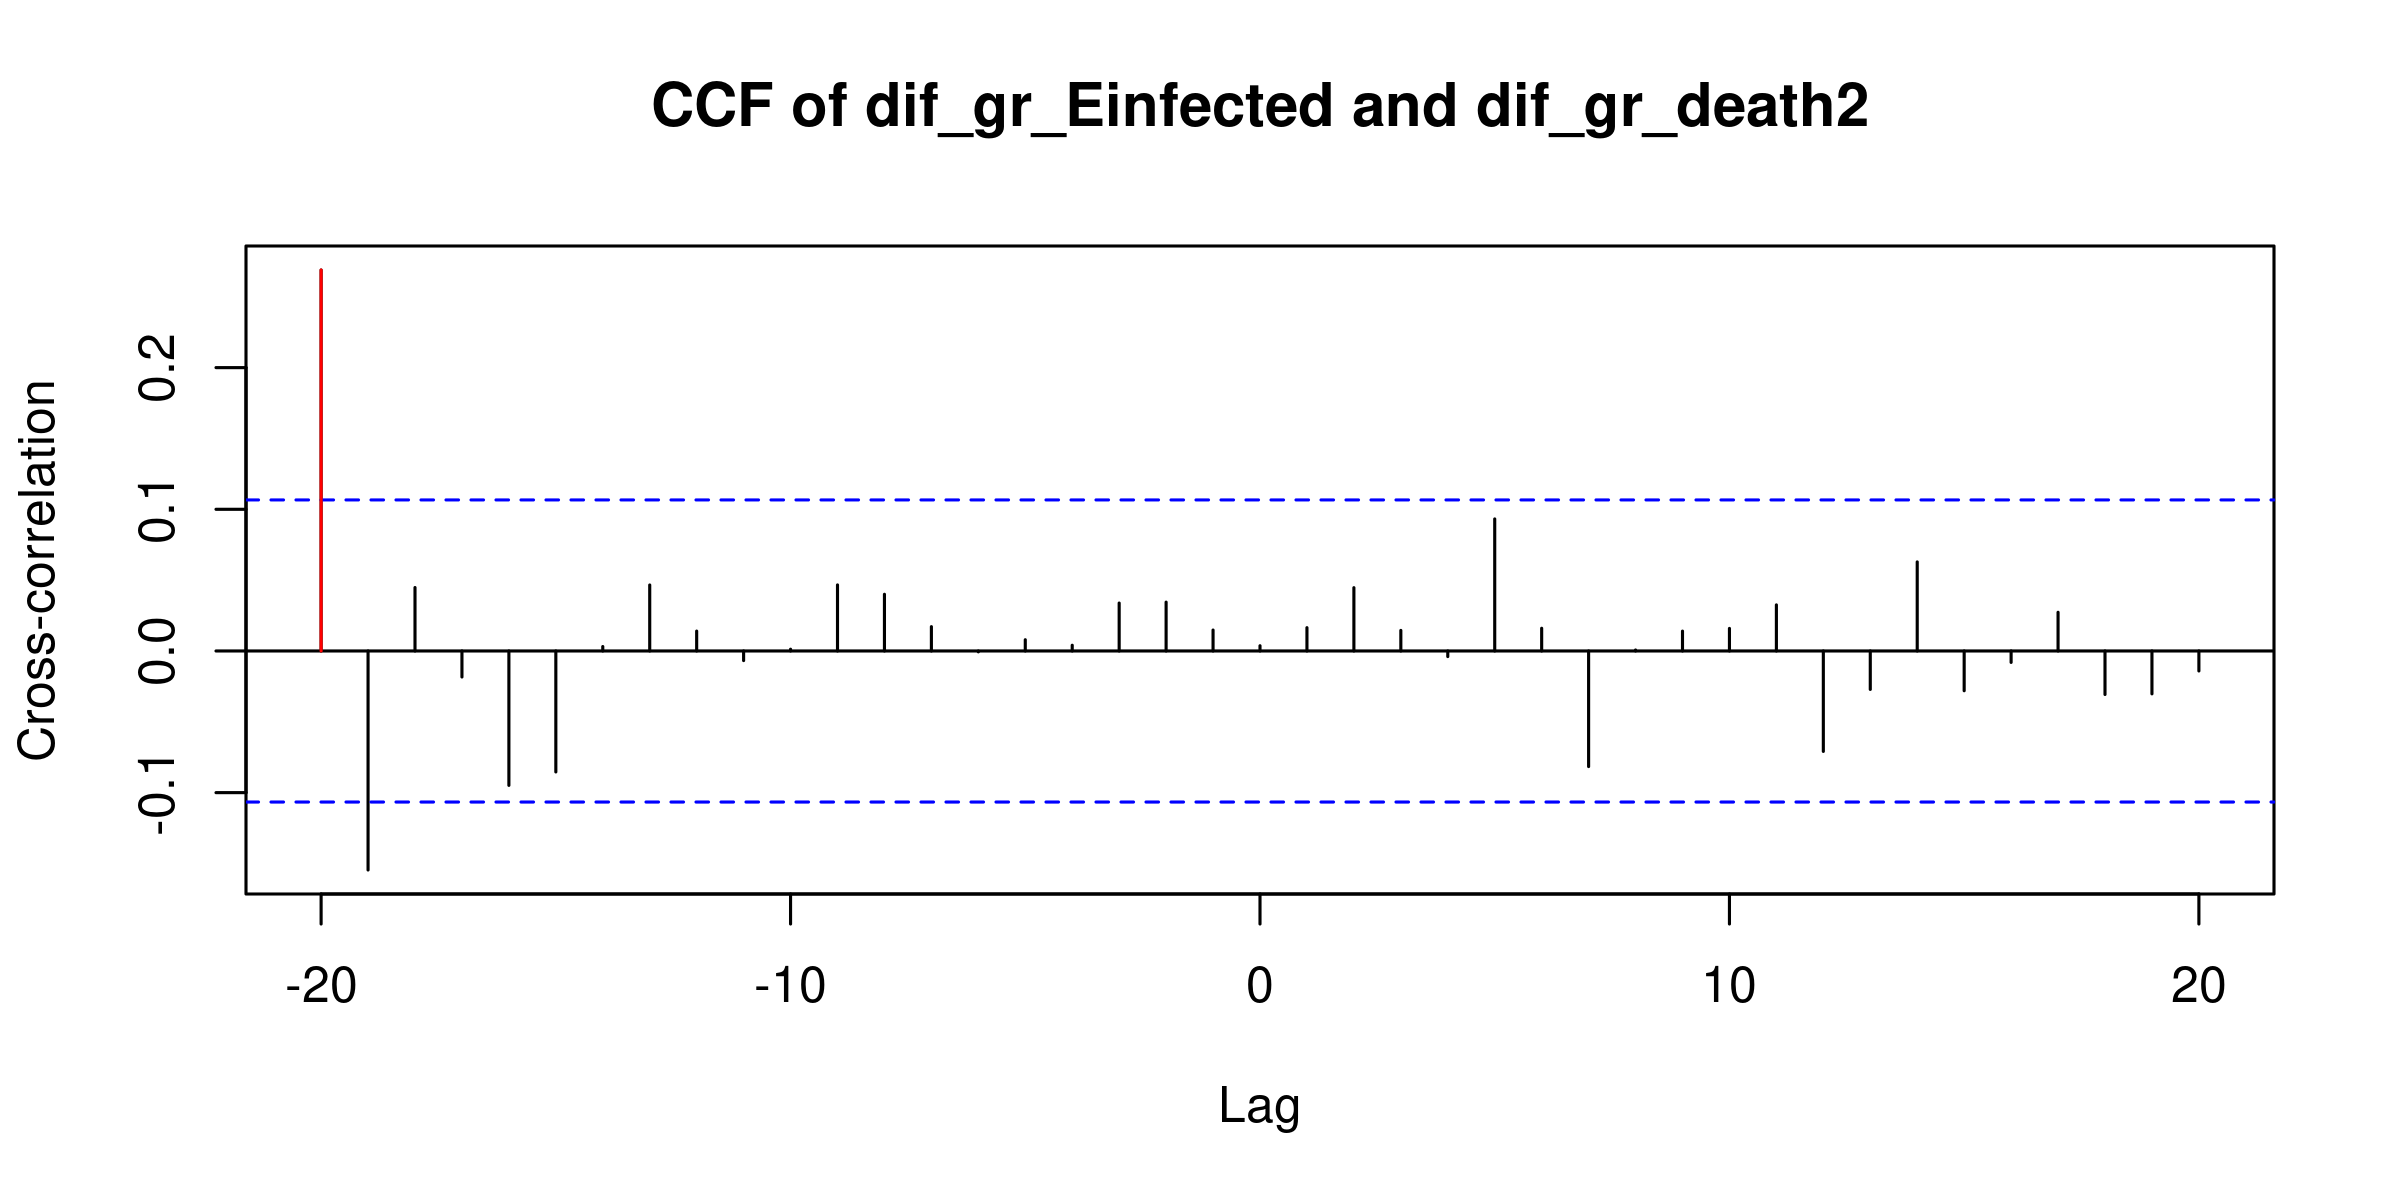 CCF of dif_gr_Einfected and dif_gr_death2
Cross-correlation
0.2
0.1
0.0
-0.1
-20 -10 0 10 20
Lag